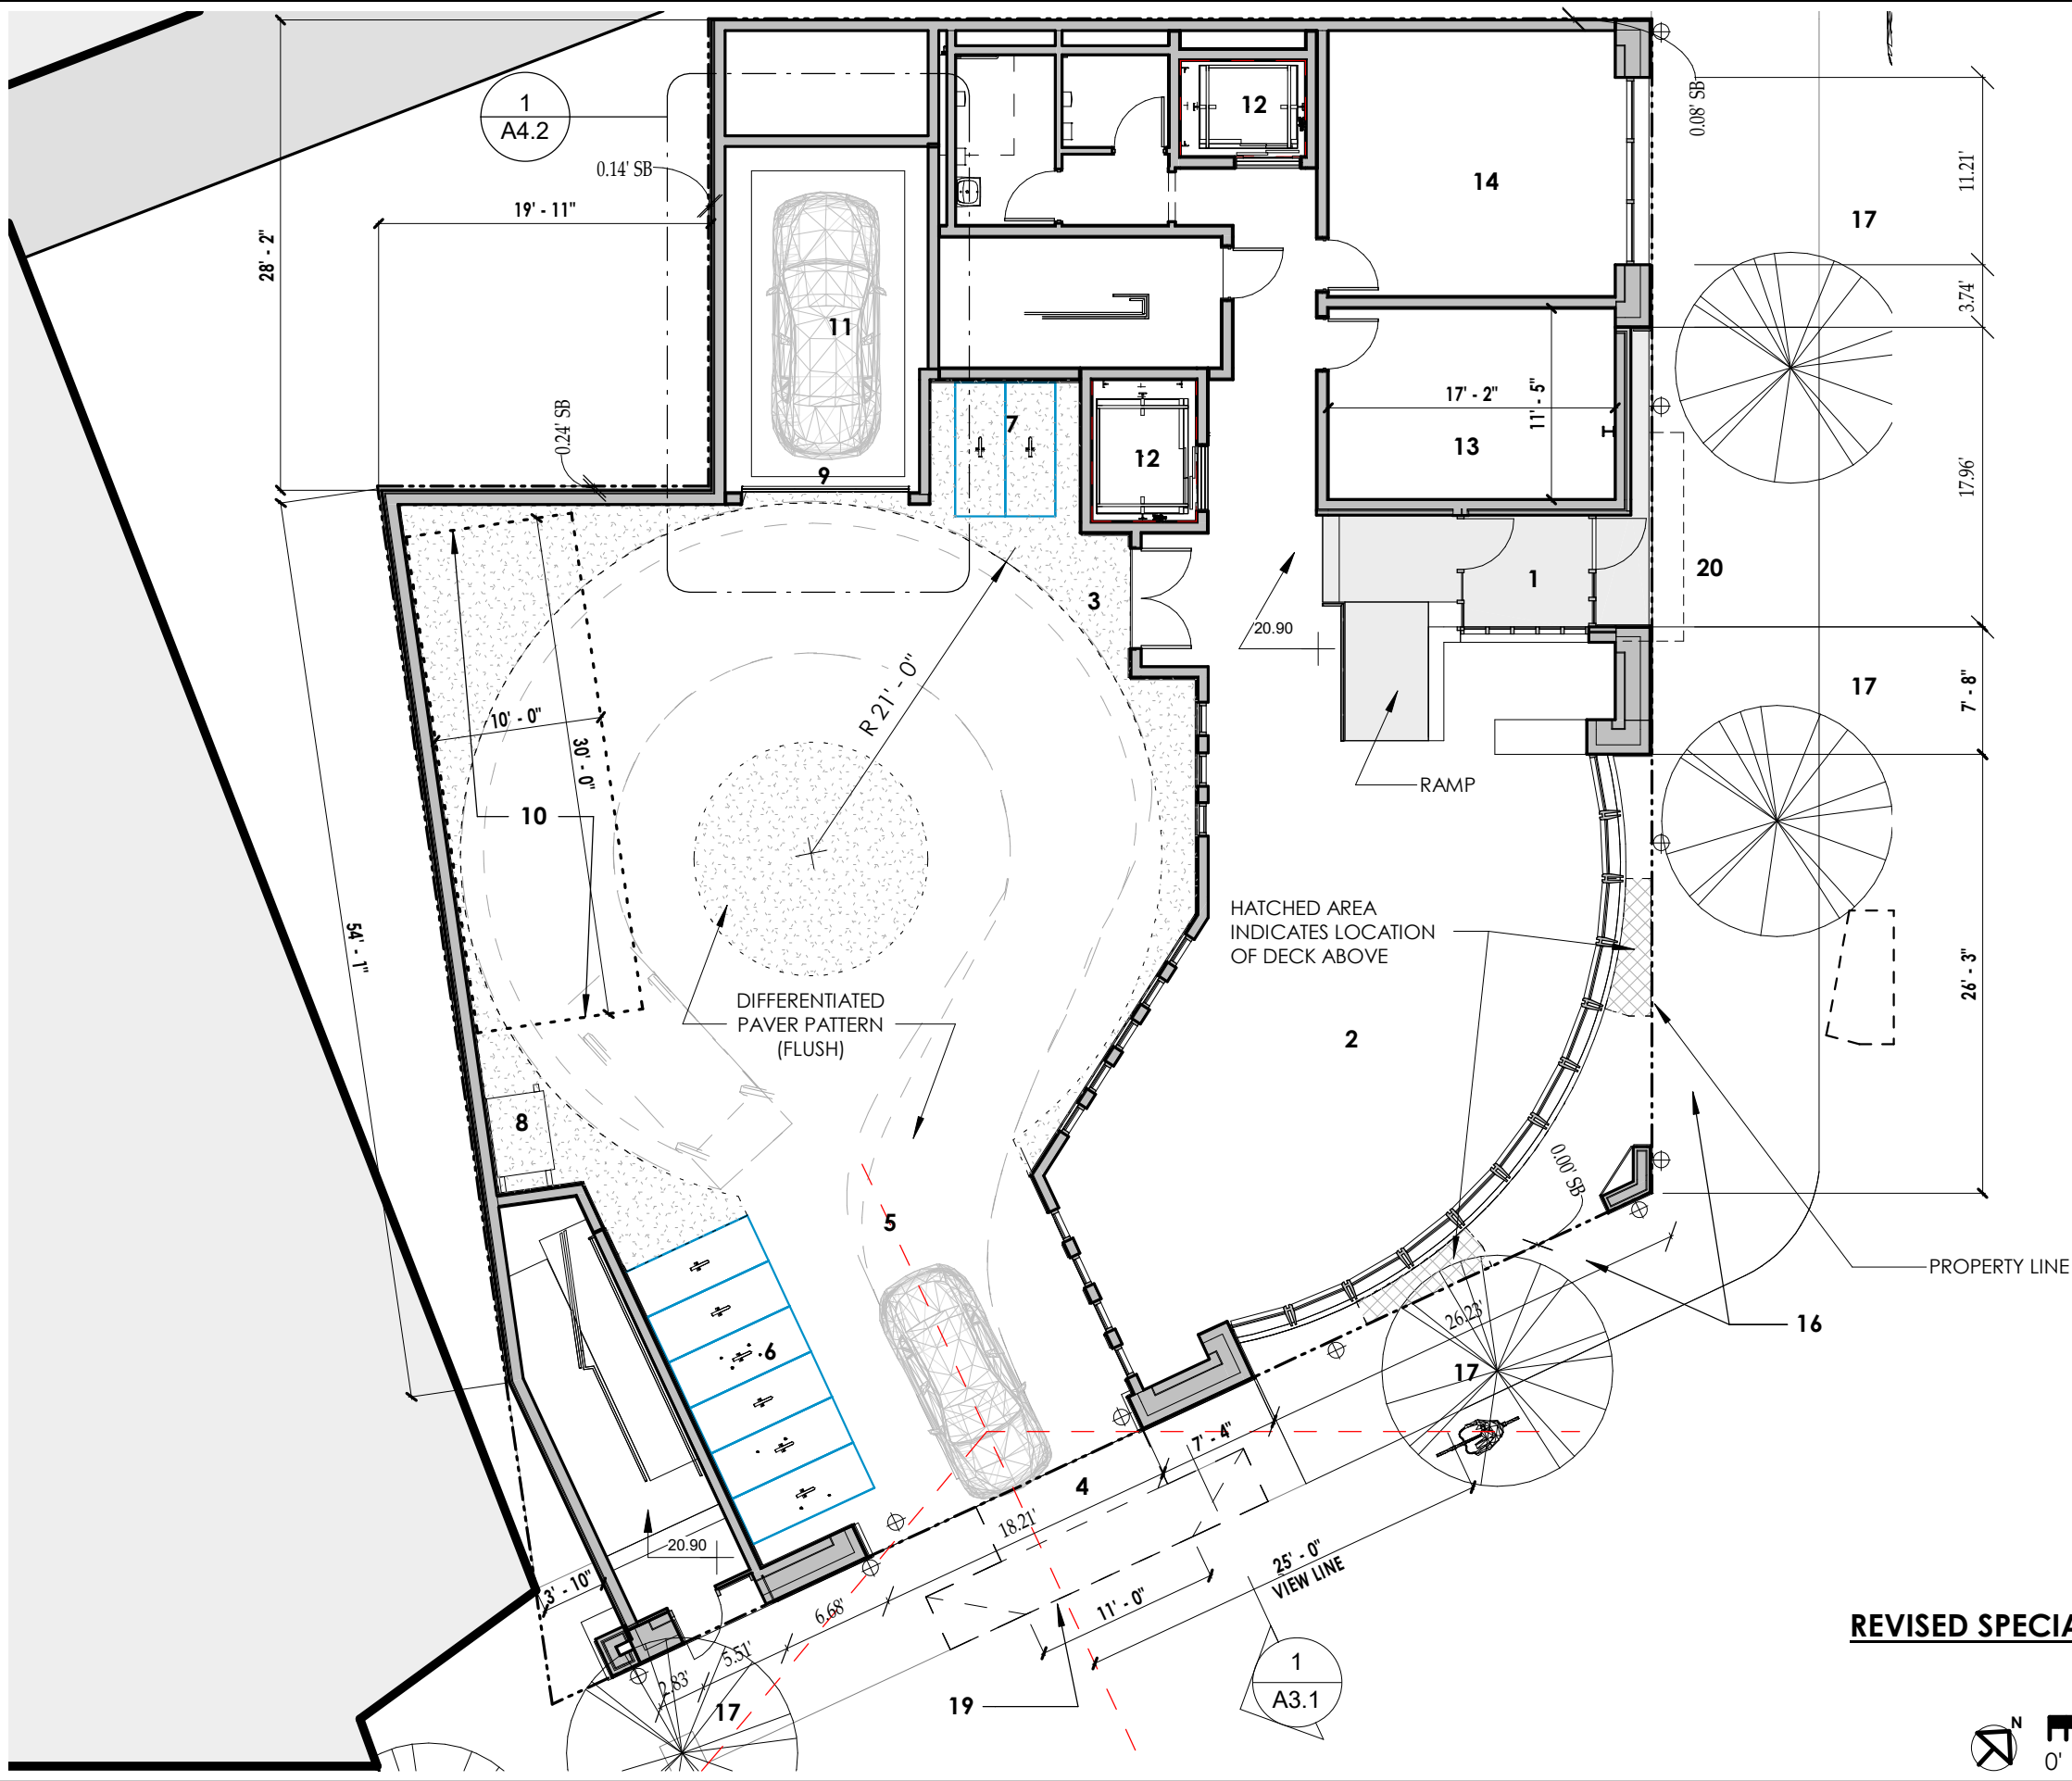 1
A4.2
0.14' SB
19' - 11"
28' - 2"
12
14
0.08' SB
11.21'
17
3.74'
11
7
9
12
0.24' SB
17' - 2"
11' - 5"
13
17.96'
3
1
20
20.90
R 21' - 0"
10' - 0"
30' - 0"
10
17
7' - 8"
RAMP
HATCHED AREA
INDICATES LOCATION
OF DECK ABOVE
54' - 1"
DIFFERENTIATED
PAVER PATTERN
(FLUSH)
2
26' - 3"
8
5
0.00' SB
PROPERTY LINE
26.23'
16
6
17
7' - 4"
4
18.21'
20.90
3' - 10"
25' - 0"
VIEW LINE
11' - 0"
6.68'
5.51'
2.83'
17
19
1
A3.1
REVISED SPECIA
N
0'